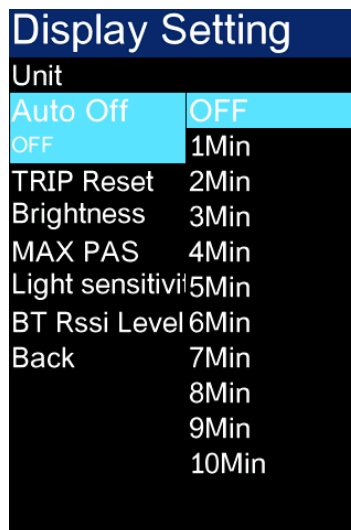 Display Setting
Unit
Auto Off
OFF
TRIP Reset
Brightness
MAX PAS
Light sensitivit
BT Rssi Level
Back
OFF
1Min
2Min
3Min
4Min
5Min
6Min
7Min
8Min
9Min
10Min